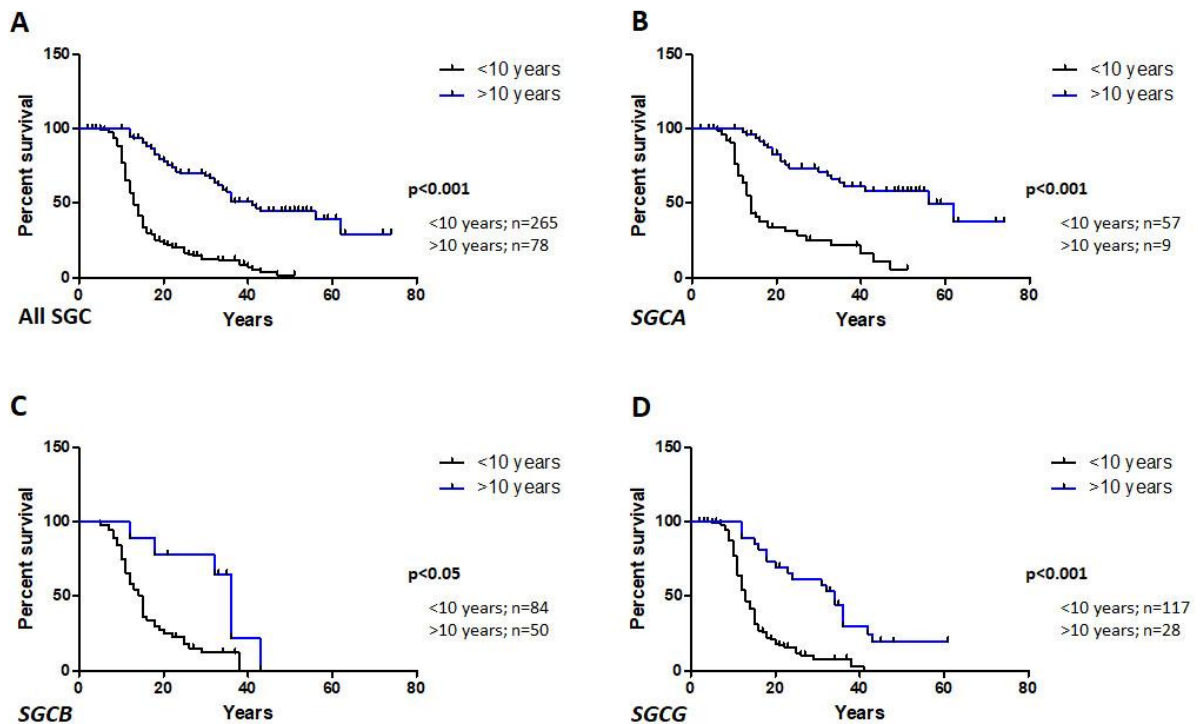 A
150
100
50
0
Percent survival
0 20 40 60 80
Years
All SGC
<10 years
>10 years
p<0.001
<10 years; n=265
>10 years; n=78
B
150
100
50
0
Percent survival
0 20 40 60 80
Years
SGCA
<10 years
>10 years
p<0.001
<10 years; n=57
>10 years; n=9
C
150
100
50
0
Percent survival
0 20 40 60 80
Years
SGCB
<10 years
>10 years
p<0.05
<10 years; n=84
>10 years; n=50
D
150
100
50
0
Percent survival
0 20 40 60 80
Years
SGCG
<10 years
>10 years
p<0.001
<10 years; n=117
>10 years; n=28